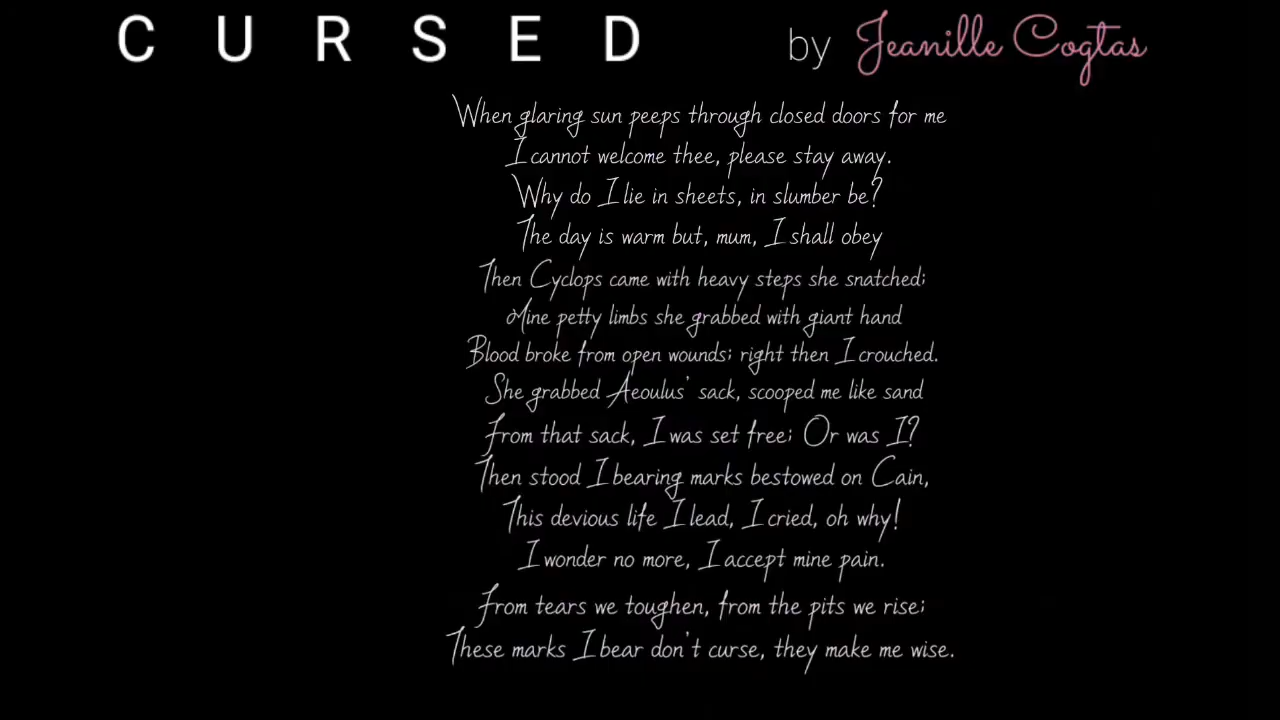 CURSED by Jeanille Cogtas
When glaring sun peeps through closed doors for me
I cannot welcome thee, please stay away.
Why do I lie in sheets, in slumber be?
The day is warm but, mum, I shall obey
Then Cyclops came with heavy steps she snatched;
Mine petty limbs she grabbed with giant hand
Blood broke from open wounds; right then I crouched.
She grabbed Aeoulus' sack, scooped me like sand
From that sack, I was set free; Or was I?
Then stood I bearing marks bestowed on Cain,
This devious life I lead, I cried, oh why!
I wonder no more, I accept mine pain.
From tears we toughen, from the pits we rise;
These marks I bear don't curse, they make me wise.